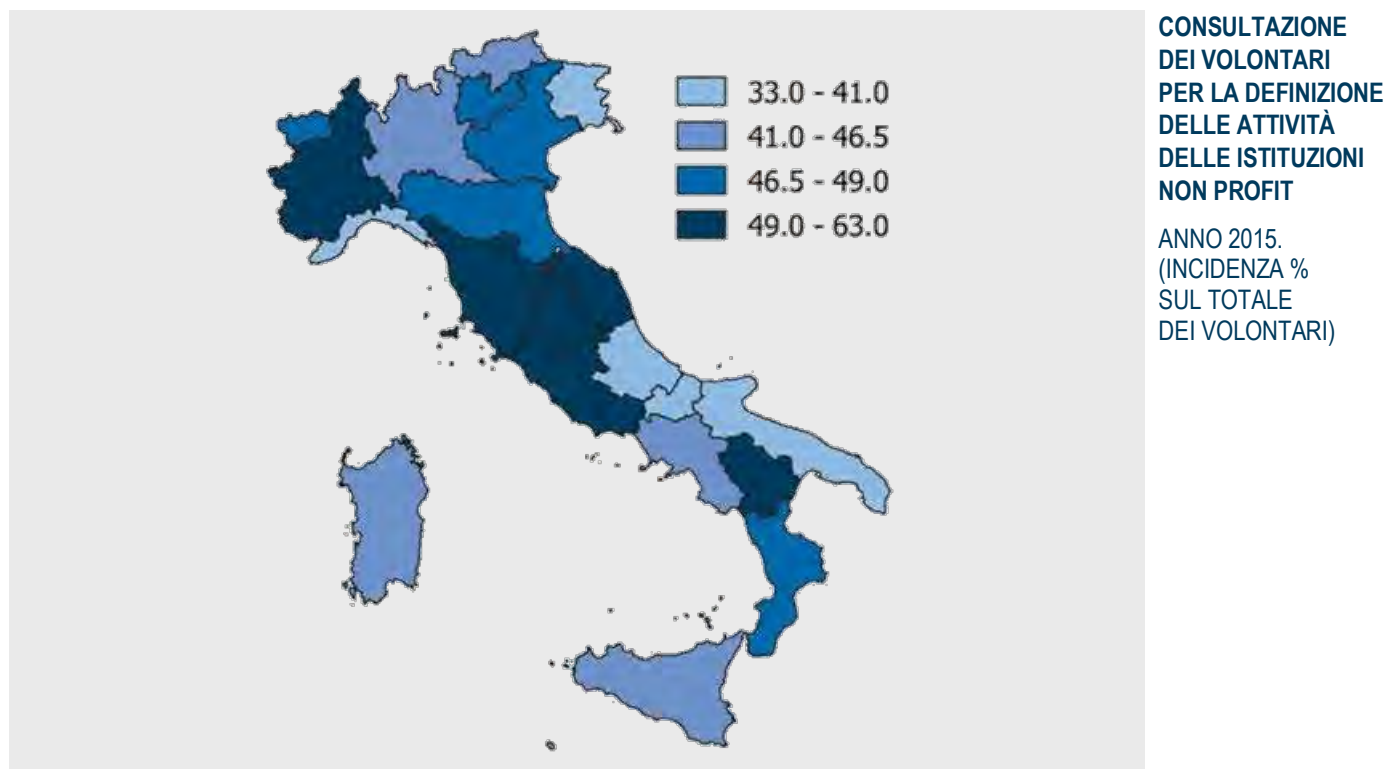 33.0 - 41.0
41.0 - 46.5
46.5 - 49.0
49.0 - 63.0
CONSULTAZIONE
DEI VOLONTARI
PER LA DEFINIZIONE
DELLE ATTIVITÀ
DELLE ISTITUZIONI
NON PROFIT
ANNO 2015.
(INCIDENZA %
SUL TOTALE
DEI VOLONTARI)